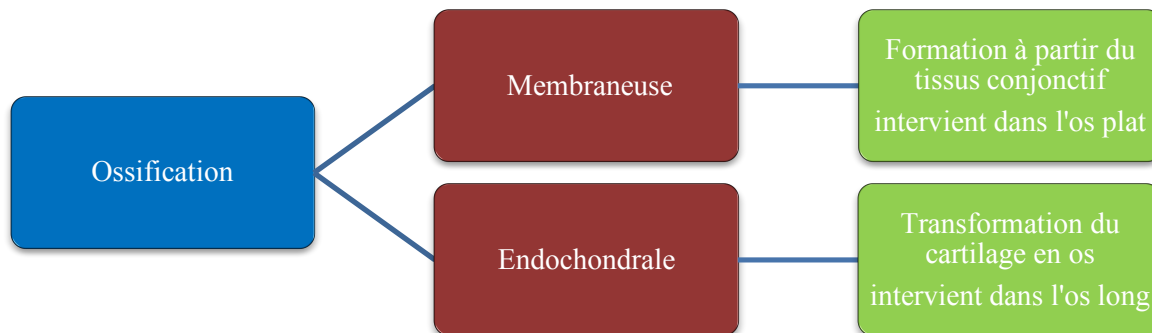 Ossification
Membraneuse
Formation à partir du
tissus conjonctif
intervient dans l'os plat
Endochondrale
Transformation du
cartilage en os
intervient dans l'os long